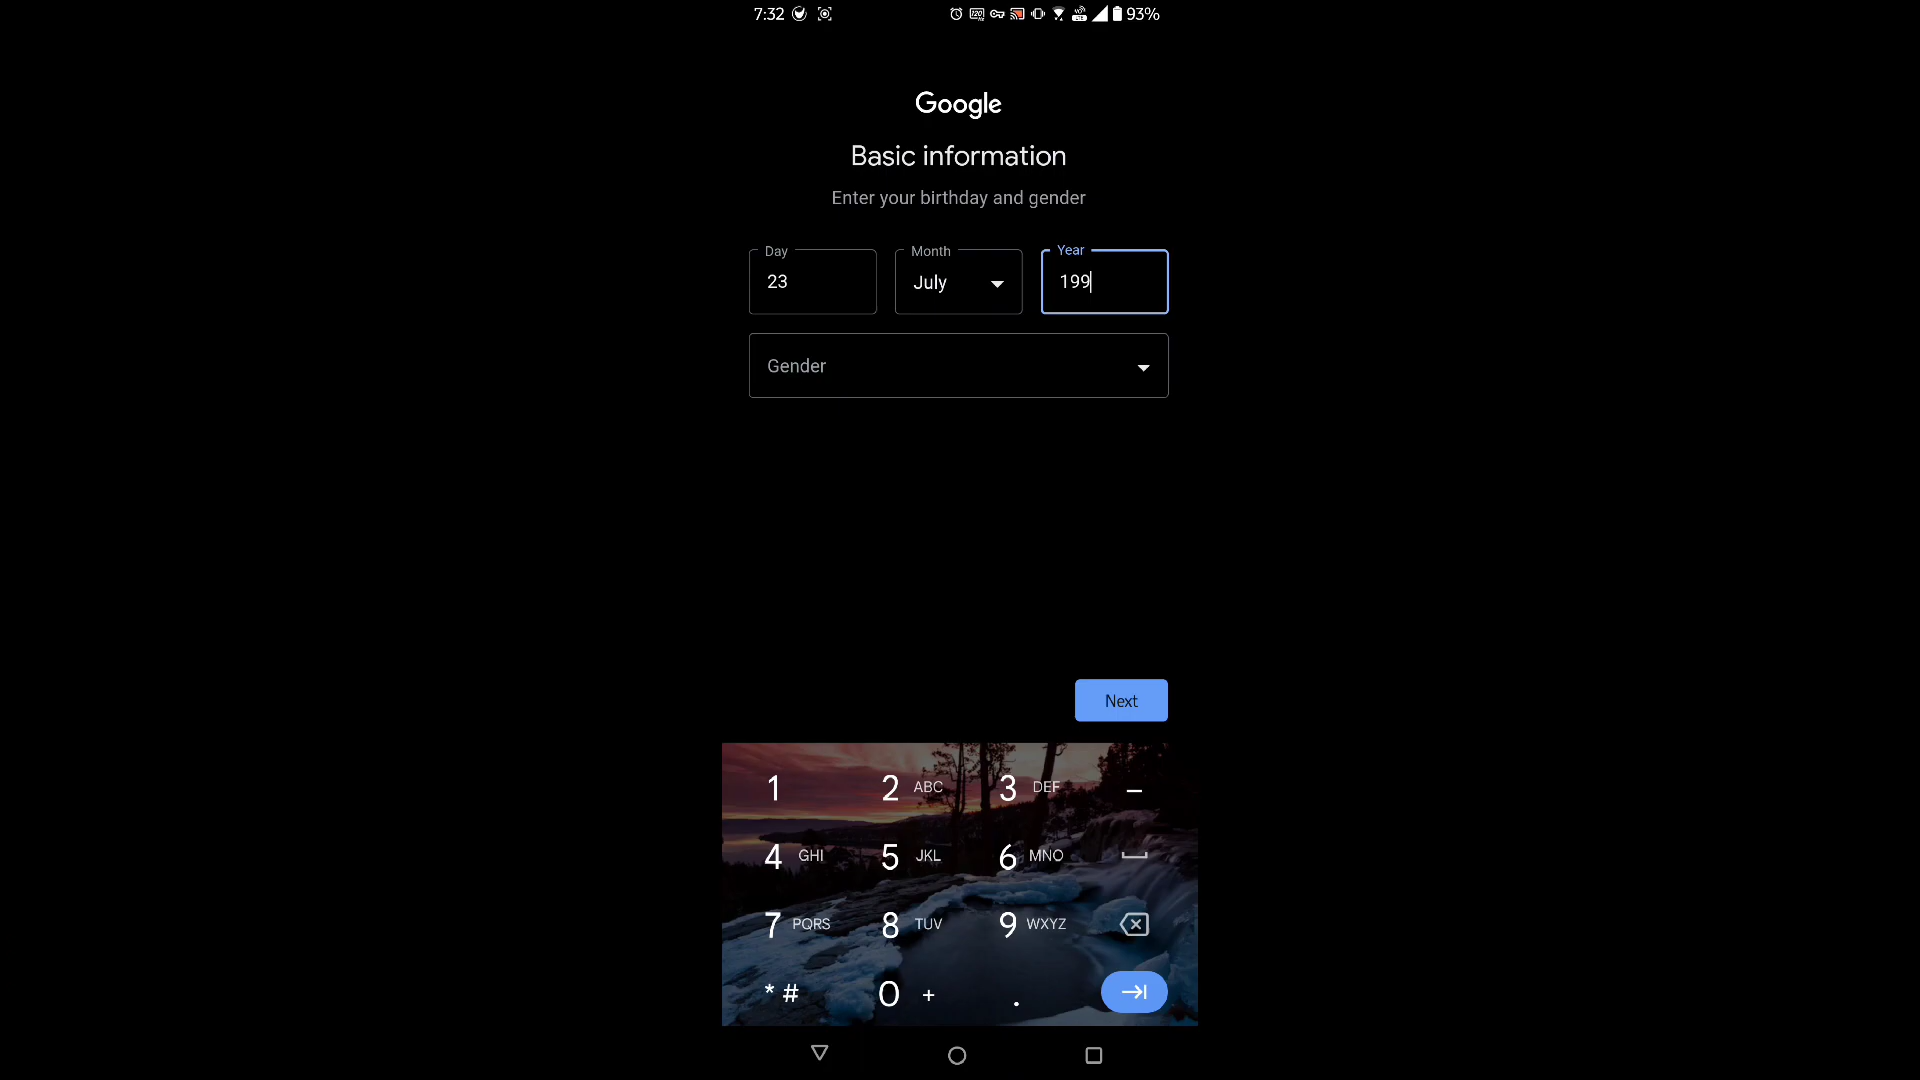 7:32 93%
Google
Basic information
Enter your birthday and gender
Day Month Year
23 July 199
Gender
Next
1 2 ABC 3 DEF –
4 GHI 5 JKL 6 MNO
7 PQRS 8 TUV 9 WXYZ
* # 0 + .